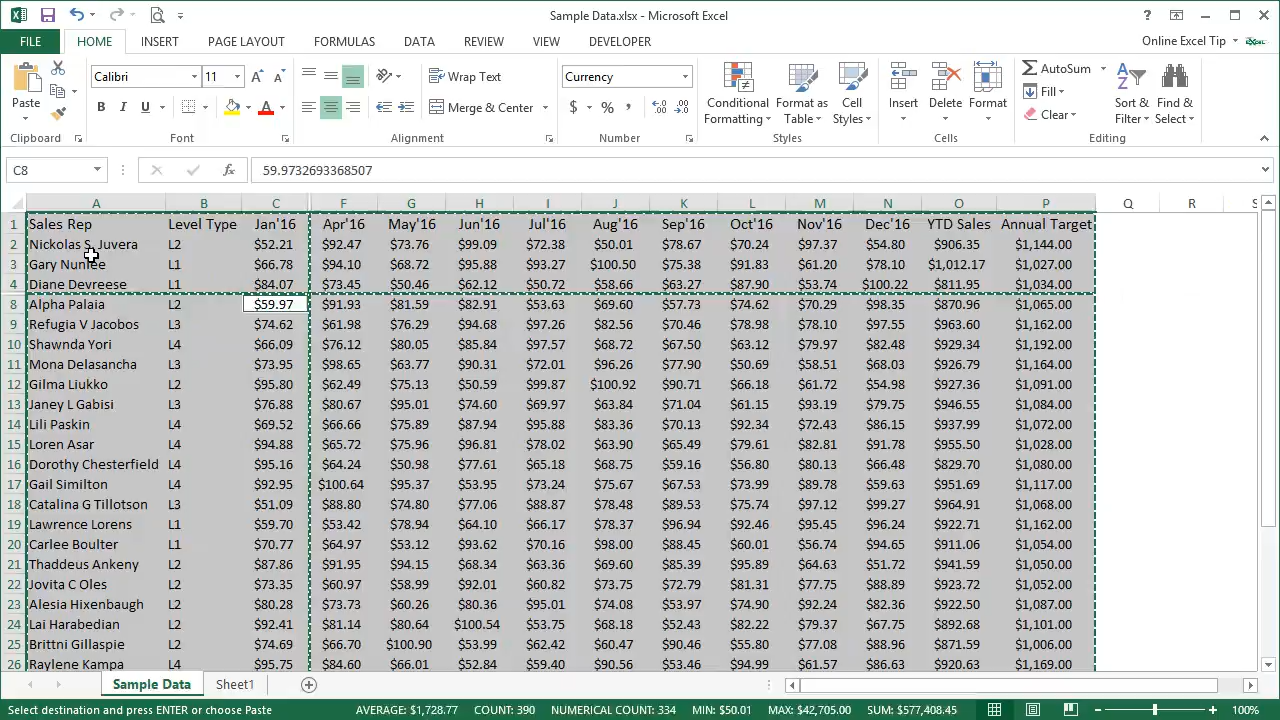 Sample Data.xlsx - Microsoft Excel
?
FILE HOME INSERT PAGE LAYOUT FORMULAS DATA REVIEW VIEW DEVELOPER Online Excel Tip
Paste Calibri 11 Wrap Text Currency AutoSum
B I U A Merge & Center $ % , Conditional Formatting Format as Table Cell Styles Insert Delete Format Fill Sort & Filter Find & Select
Clear
Clipboard Font Alignment Number Styles Cells Editing
C8 fx 59.9732693368507
A B C F G H I J K L M N O P Q R S
1 Sales Rep Level Type Jan'16 Apr'16 May'16 Jun'16 Jul'16 Aug'16 Sep'16 Oct'16 Nov'16 Dec'16 YTD Sales Annual Target
2 Nickolas S Juvera L2 $52.21 $92.47 $73.76 $99.09 $72.38 $50.01 $78.67 $70.24 $97.37 $54.80 $906.35 $1,144.00
3 Gary Nunlee L1 $66.78 $94.10 $68.72 $95.88 $93.27 $100.50 $75.38 $91.83 $61.20 $78.10 $1,012.17 $1,027.00
4 Diane Devreese L1 $84.07 $73.45 $50.46 $62.12 $50.72 $58.66 $63.27 $87.90 $53.74 $100.22 $811.95 $1,034.00
8 Alpha Palaia L2 $59.97 $91.93 $81.59 $82.91 $53.63 $69.60 $57.73 $74.62 $70.29 $98.35 $870.96 $1,065.00
9 Refugia V Jacobos L3 $74.62 $61.98 $76.29 $94.68 $97.26 $82.56 $70.46 $78.98 $78.10 $97.55 $963.60 $1,162.00
10 Shawnda Yori L4 $66.09 $76.12 $80.05 $85.84 $97.57 $68.72 $67.50 $63.12 $79.97 $82.48 $929.34 $1,192.00
11 Mona Delasancha L3 $73.95 $98.65 $63.77 $90.31 $72.01 $96.26 $77.90 $50.69 $58.51 $68.03 $926.79 $1,164.00
12 Gilma Liukko L2 $95.80 $62.49 $75.13 $50.59 $99.87 $100.92 $90.71 $66.18 $61.72 $54.98 $927.36 $1,091.00
13 Janey L Gabisi L3 $76.88 $80.67 $95.01 $74.60 $69.97 $63.84 $71.04 $61.15 $93.19 $79.75 $946.55 $1,084.00
14 Lili Paskin L4 $69.52 $66.66 $75.89 $87.94 $95.88 $83.36 $70.13 $92.34 $72.43 $86.15 $937.99 $1,072.00
15 Loren Asar L4 $94.88 $65.72 $75.96 $96.81 $78.02 $63.90 $65.49 $79.61 $82.81 $91.78 $955.50 $1,028.00
16 Dorothy Chesterfield L4 $95.16 $64.24 $50.98 $77.61 $65.18 $68.75 $59.16 $56.80 $80.13 $66.48 $829.70 $1,080.00
17 Gail Similton L4 $92.95 $100.64 $95.37 $53.95 $73.24 $75.67 $67.53 $73.99 $89.78 $59.63 $951.69 $1,117.00
18 Catalina G Tillotson L3 $51.09 $88.80 $74.80 $77.06 $88.87 $78.48 $89.53 $75.74 $97.12 $99.27 $964.91 $1,068.00
19 Lawrence Lorens L1 $59.70 $53.42 $78.94 $64.10 $66.17 $78.37 $96.94 $92.46 $95.45 $96.24 $922.71 $1,162.00
20 Carlee Boulter L1 $70.77 $64.97 $53.12 $93.62 $70.16 $98.00 $88.45 $60.01 $56.74 $94.65 $911.06 $1,054.00
21 Thaddeus Ankeny L2 $87.86 $91.95 $94.15 $68.34 $63.36 $69.60 $85.39 $95.89 $64.63 $51.72 $941.59 $1,050.00
22 Jovita C Oles L2 $73.35 $60.97 $58.99 $92.01 $60.82 $73.75 $72.79 $81.31 $77.75 $88.89 $923.72 $1,052.00
23 Alesia Hixenbaugh L2 $80.28 $73.73 $60.26 $80.36 $95.01 $74.08 $53.97 $74.90 $92.24 $82.36 $922.50 $1,087.00
24 Lai Harabedian L2 $92.41 $81.14 $80.64 $100.54 $53.75 $68.18 $52.43 $82.22 $79.37 $67.75 $892.68 $1,101.00
25 Brittni Gillaspie L2 $74.69 $66.70 $100.90 $53.99 $62.42 $60.47 $90.46 $55.80 $77.08 $88.96 $871.59 $1,006.00
26 Raylene Kampa L4 $95.75 $84.60 $66.01 $52.84 $59.40 $90.56 $53.46 $94.99 $61.57 $86.63 $920.63 $1,169.00
Sample Data Sheet1
Select destination and press ENTER or choose Paste AVERAGE: $1,728.77 COUNT: 390 NUMERICAL COUNT: 334 MIN: $50.01 MAX: $42,705.00 SUM: $577,408.45 100%